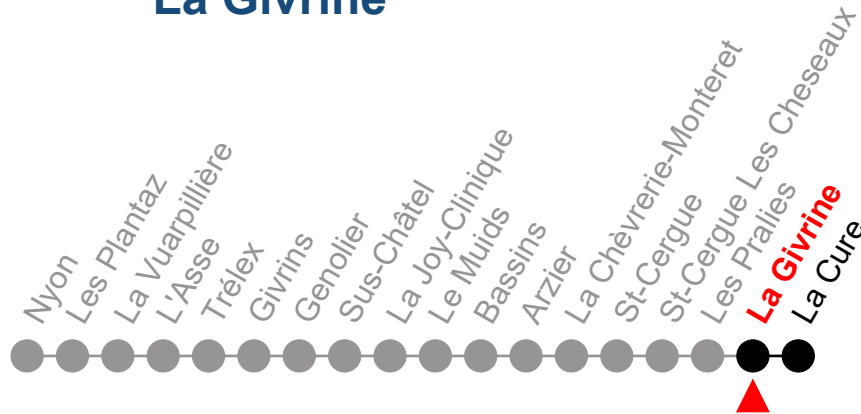 La Givrine
Nyon
Les Plantaz
La Vuarpillière
L'Asse
Trélex
Givrins
Genolier
Sus-Châtel
La Joy-Clinique
Le Muids
Bassins
Arzier
La Chèvrerie-Monteret
St-Cergue
St-Cergue Les Cheseaux
Les Pralies
La Givrine
La Cure